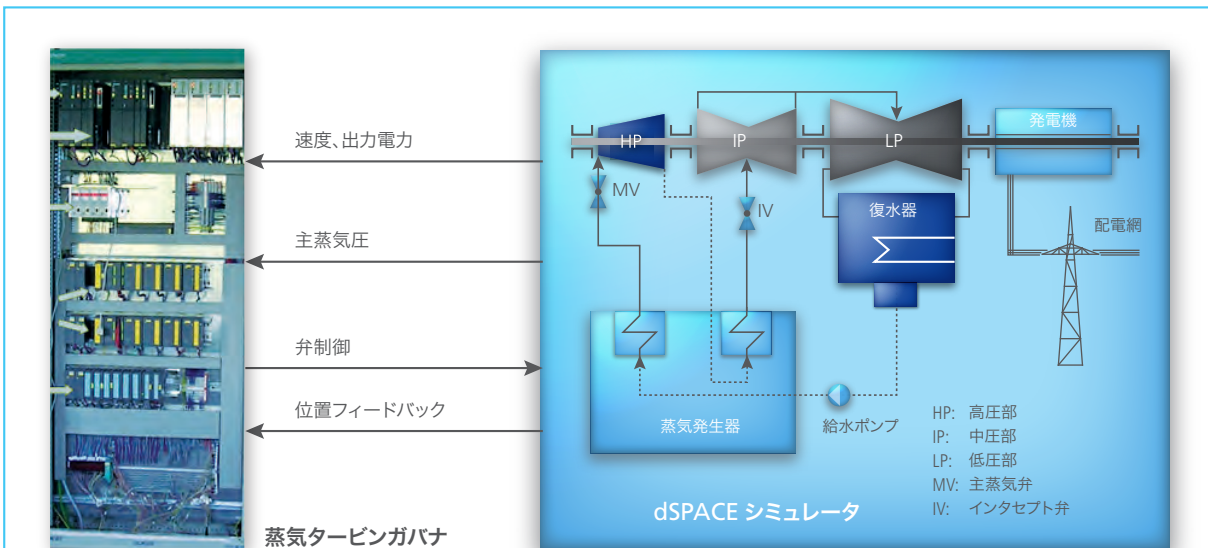 速度、出力電力
主蒸気圧
弁制御
位置フィードバック
蒸気タービンガバナ
HP
IP
LP
発電機
MV
IV
復水器
配電網
蒸気発生器
給水ポンプ
HP: 高圧部
IP: 中圧部
LP: 低圧部
MV: 主蒸気弁
IV: インタセプト弁
dSPACE シミュレータ